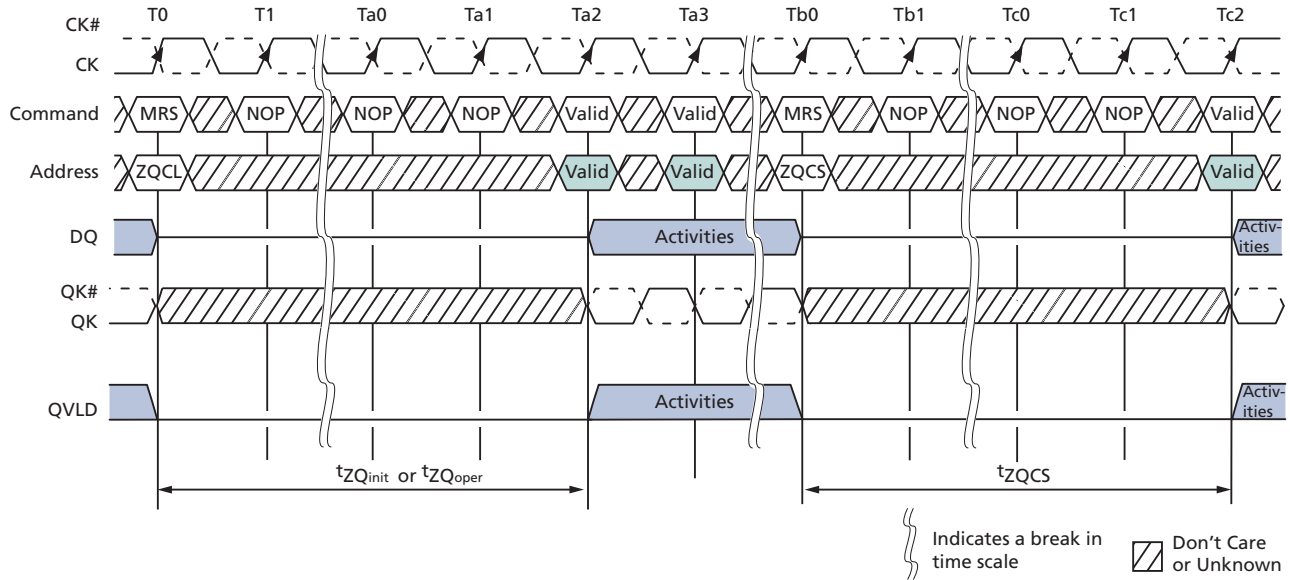 T0 T1 Ta0 Ta1 Ta2 Ta3 Tb0 Tb1 Tc0 Tc1 Tc2
CK#
CK
Command MRS NOP NOP NOP Valid Valid MRS NOP NOP NOP Valid
Address ZQCL Valid Valid ZQCS Valid
DQ Activities Activ-
ities
QK#
QK
QVLD Activities Activ-
ities
tZQinit or tZQoper tZQCS
Indicates a break in
time scale
Don't Care
or Unknown